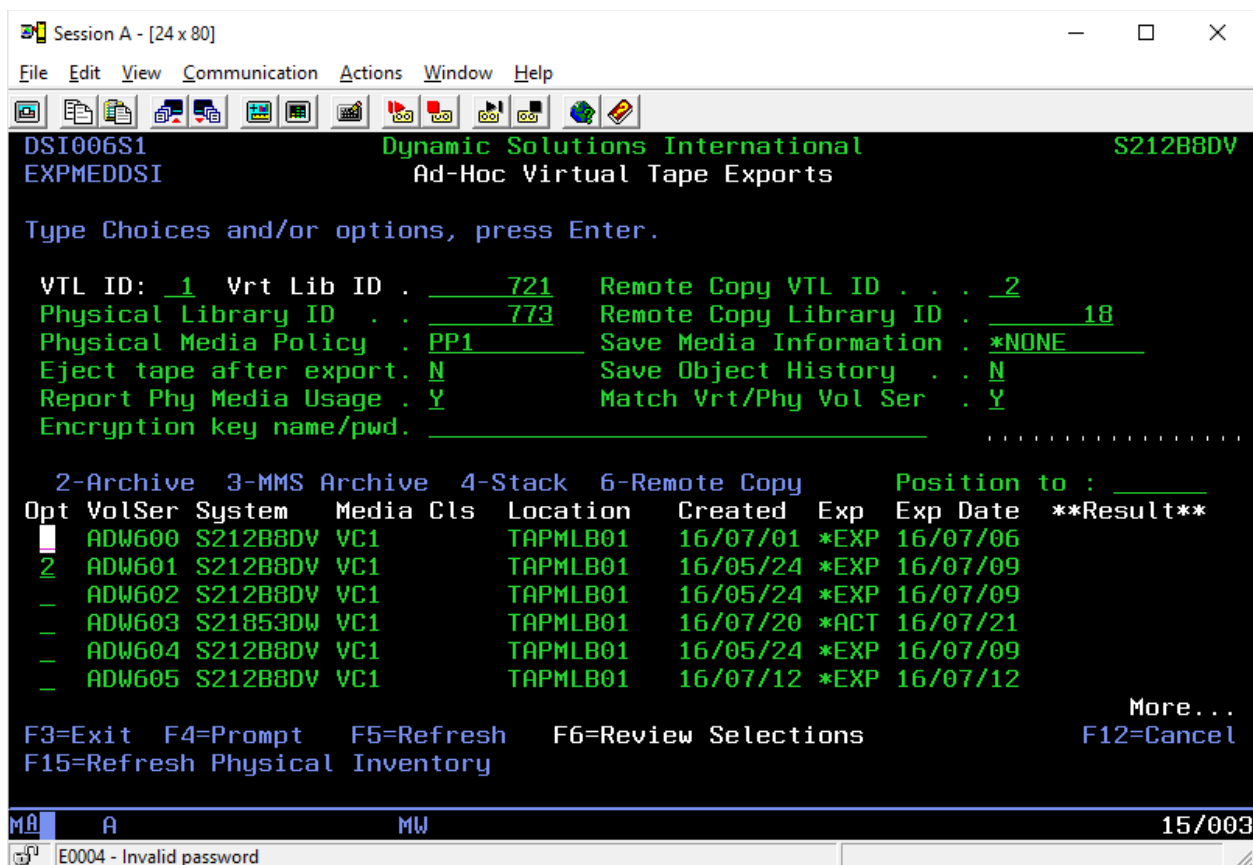 Session A - [24 x 80]
File Edit View Communication Actions Window Help
DSI006S1 Dynamic Solutions International S212B8DV
EXPMEDDSI Ad-Hoc Virtual Tape Exports
Type Choices and/or options, press Enter.
VTL ID: _1 Vrt Lib ID . ______721 Remote Copy VTL ID . . . _2
Physical Library ID . . ______773 Remote Copy Library ID . _______18
Physical Media Policy . PP1_______ Save Media Information . *NONE_____
Eject tape after export. N Save Object History . . N
Report Phy Media Usage . Y Match Vrt/Phy Vol Ser . Y
Encryption key name/pwd. ________________________________
2-Archive 3-MMS Archive 4-Stack 6-Remote Copy Position to : ______
Opt VolSer System Media Cls Location Created Exp Exp Date **Result**
_ ADW600 S212B8DV VC1 TAPMLB01 16/07/01 *EXP 16/07/06
2 ADW601 S212B8DV VC1 TAPMLB01 16/05/24 *EXP 16/07/09
_ ADW602 S212B8DV VC1 TAPMLB01 16/05/24 *EXP 16/07/09
_ ADW603 S21853DW VC1 TAPMLB01 16/07/20 *ACT 16/07/21
_ ADW604 S212B8DV VC1 TAPMLB01 16/05/24 *EXP 16/07/09
_ ADW605 S212B8DV VC1 TAPMLB01 16/07/12 *EXP 16/07/12
More...
F3=Exit F4=Prompt F5=Refresh F6=Review Selections F12=Cancel
F15=Refresh Physical Inventory
MA A MW 15/003
E0004 - Invalid password